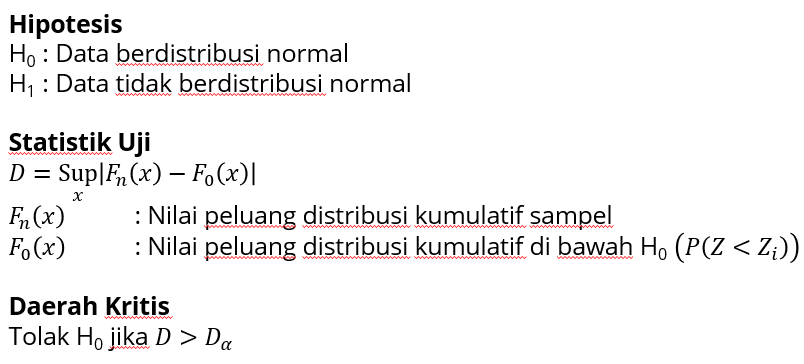 Hipotesis
H₀ : Data berdistribusi normal
H₁ : Data tidak berdistribusi normal
Statistik Uji
D = Sup|Fₙ(x) − F₀(x)|
x
Fₙ(x) : Nilai peluang distribusi kumulatif sampel
F₀(x) : Nilai peluang distribusi kumulatif di bawah H₀ (P(Z < Zᵢ))
Daerah Kritis
Tolak H₀ jika D > Dα